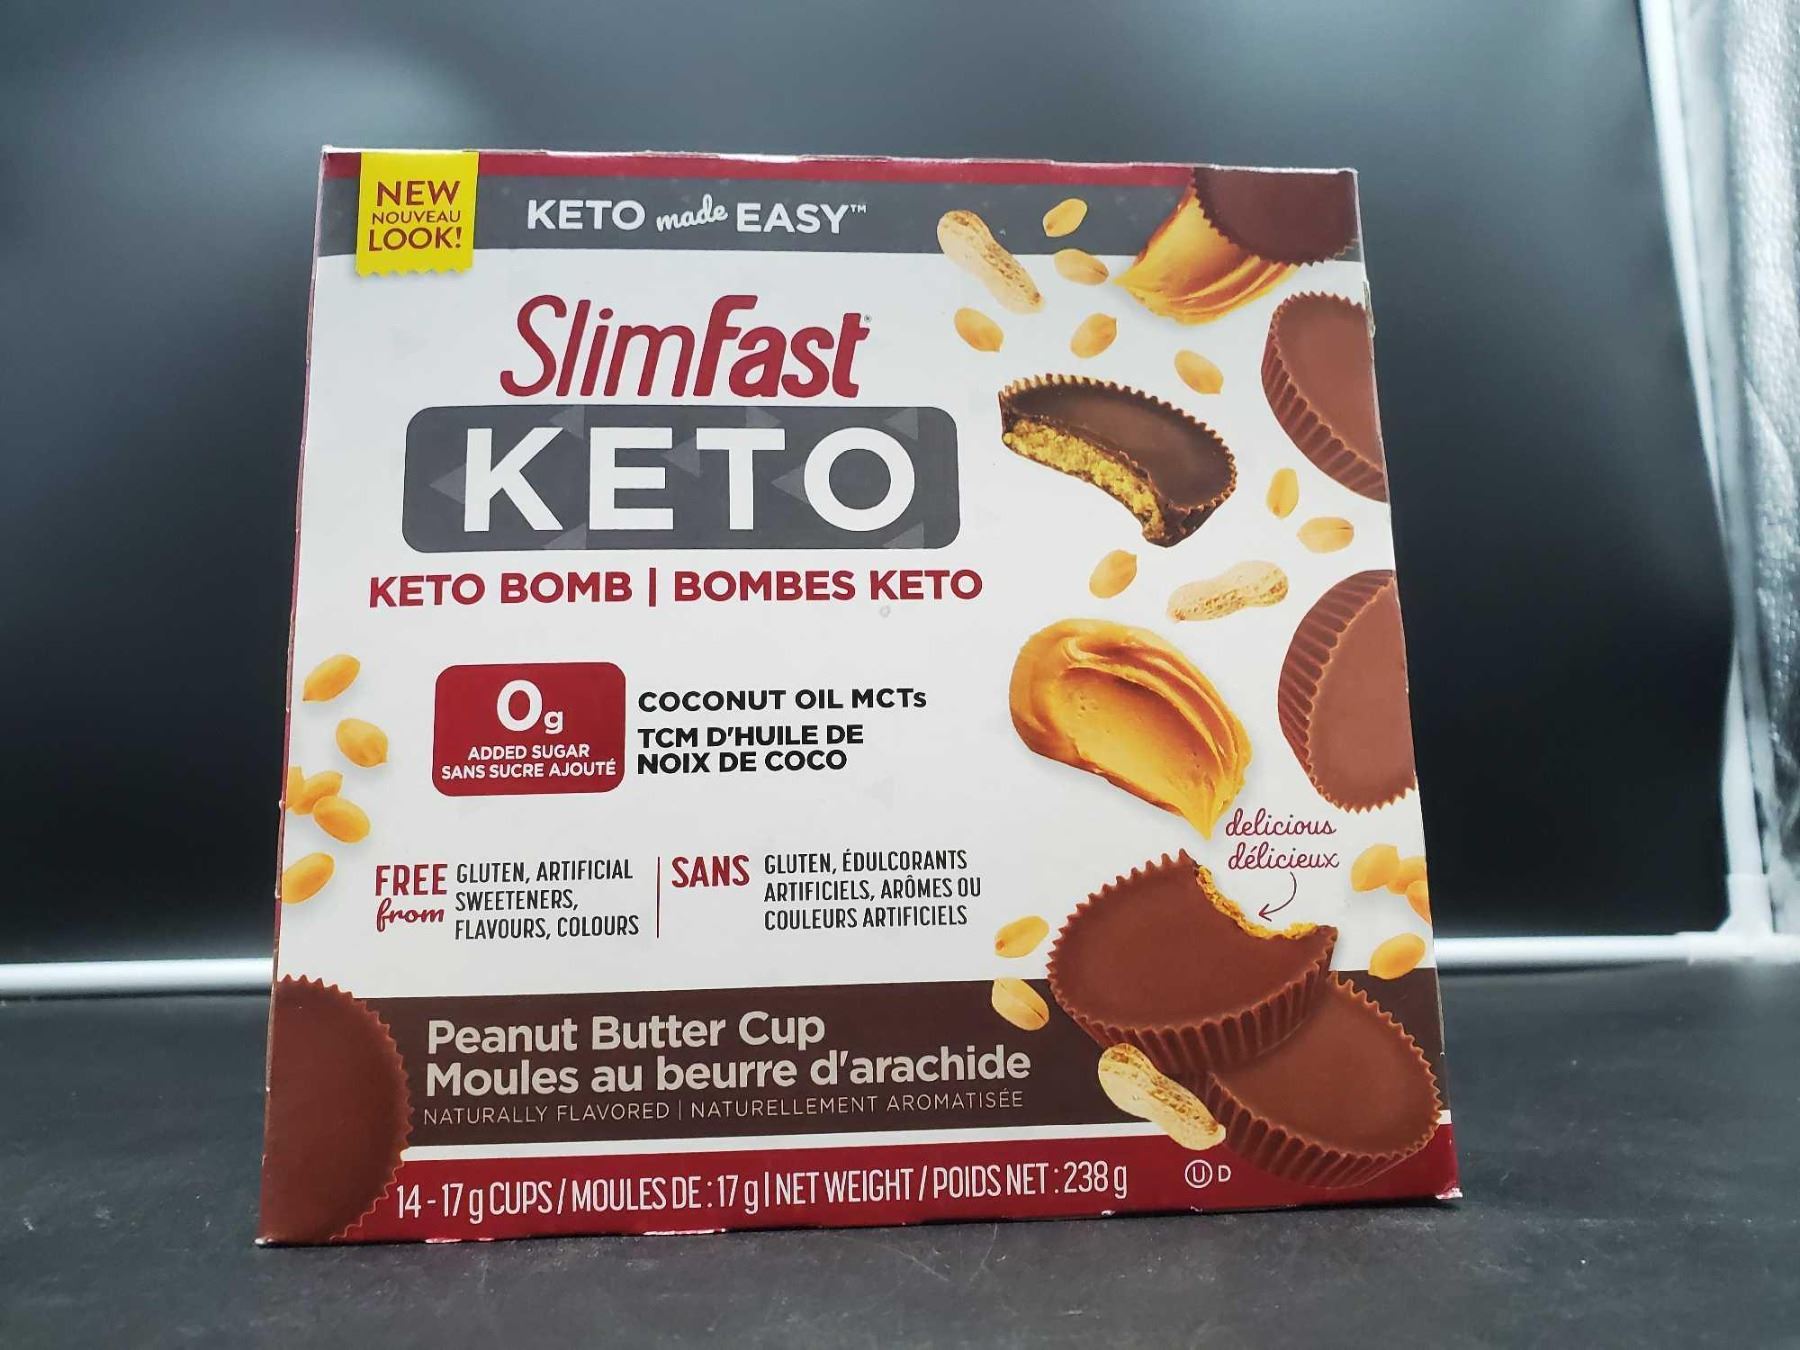 NEW
NOUVEAU
LOOK!
KETO made EASY™
SlimFast®
KETO
KETO BOMB | BOMBES KETO
0g
ADDED SUGAR
SANS SUCRE AJOUTÉ
COCONUT OIL MCTs
TCM D'HUILE DE
NOIX DE COCO
delicious
délicieux
FREE from GLUTEN, ARTIFICIAL
SWEETENERS,
FLAVOURS, COLOURS
SANS GLUTEN, ÉDULCORANTS
ARTIFICIELS, ARÔMES OU
COULEURS ARTIFICIELS
Peanut Butter Cup
Moules au beurre d'arachide
NATURALLY FLAVORED | NATURELLEMENT AROMATISÉE
14 - 17 g CUPS / MOULES DE : 17 g | NET WEIGHT / POIDS NET : 238 g
U D